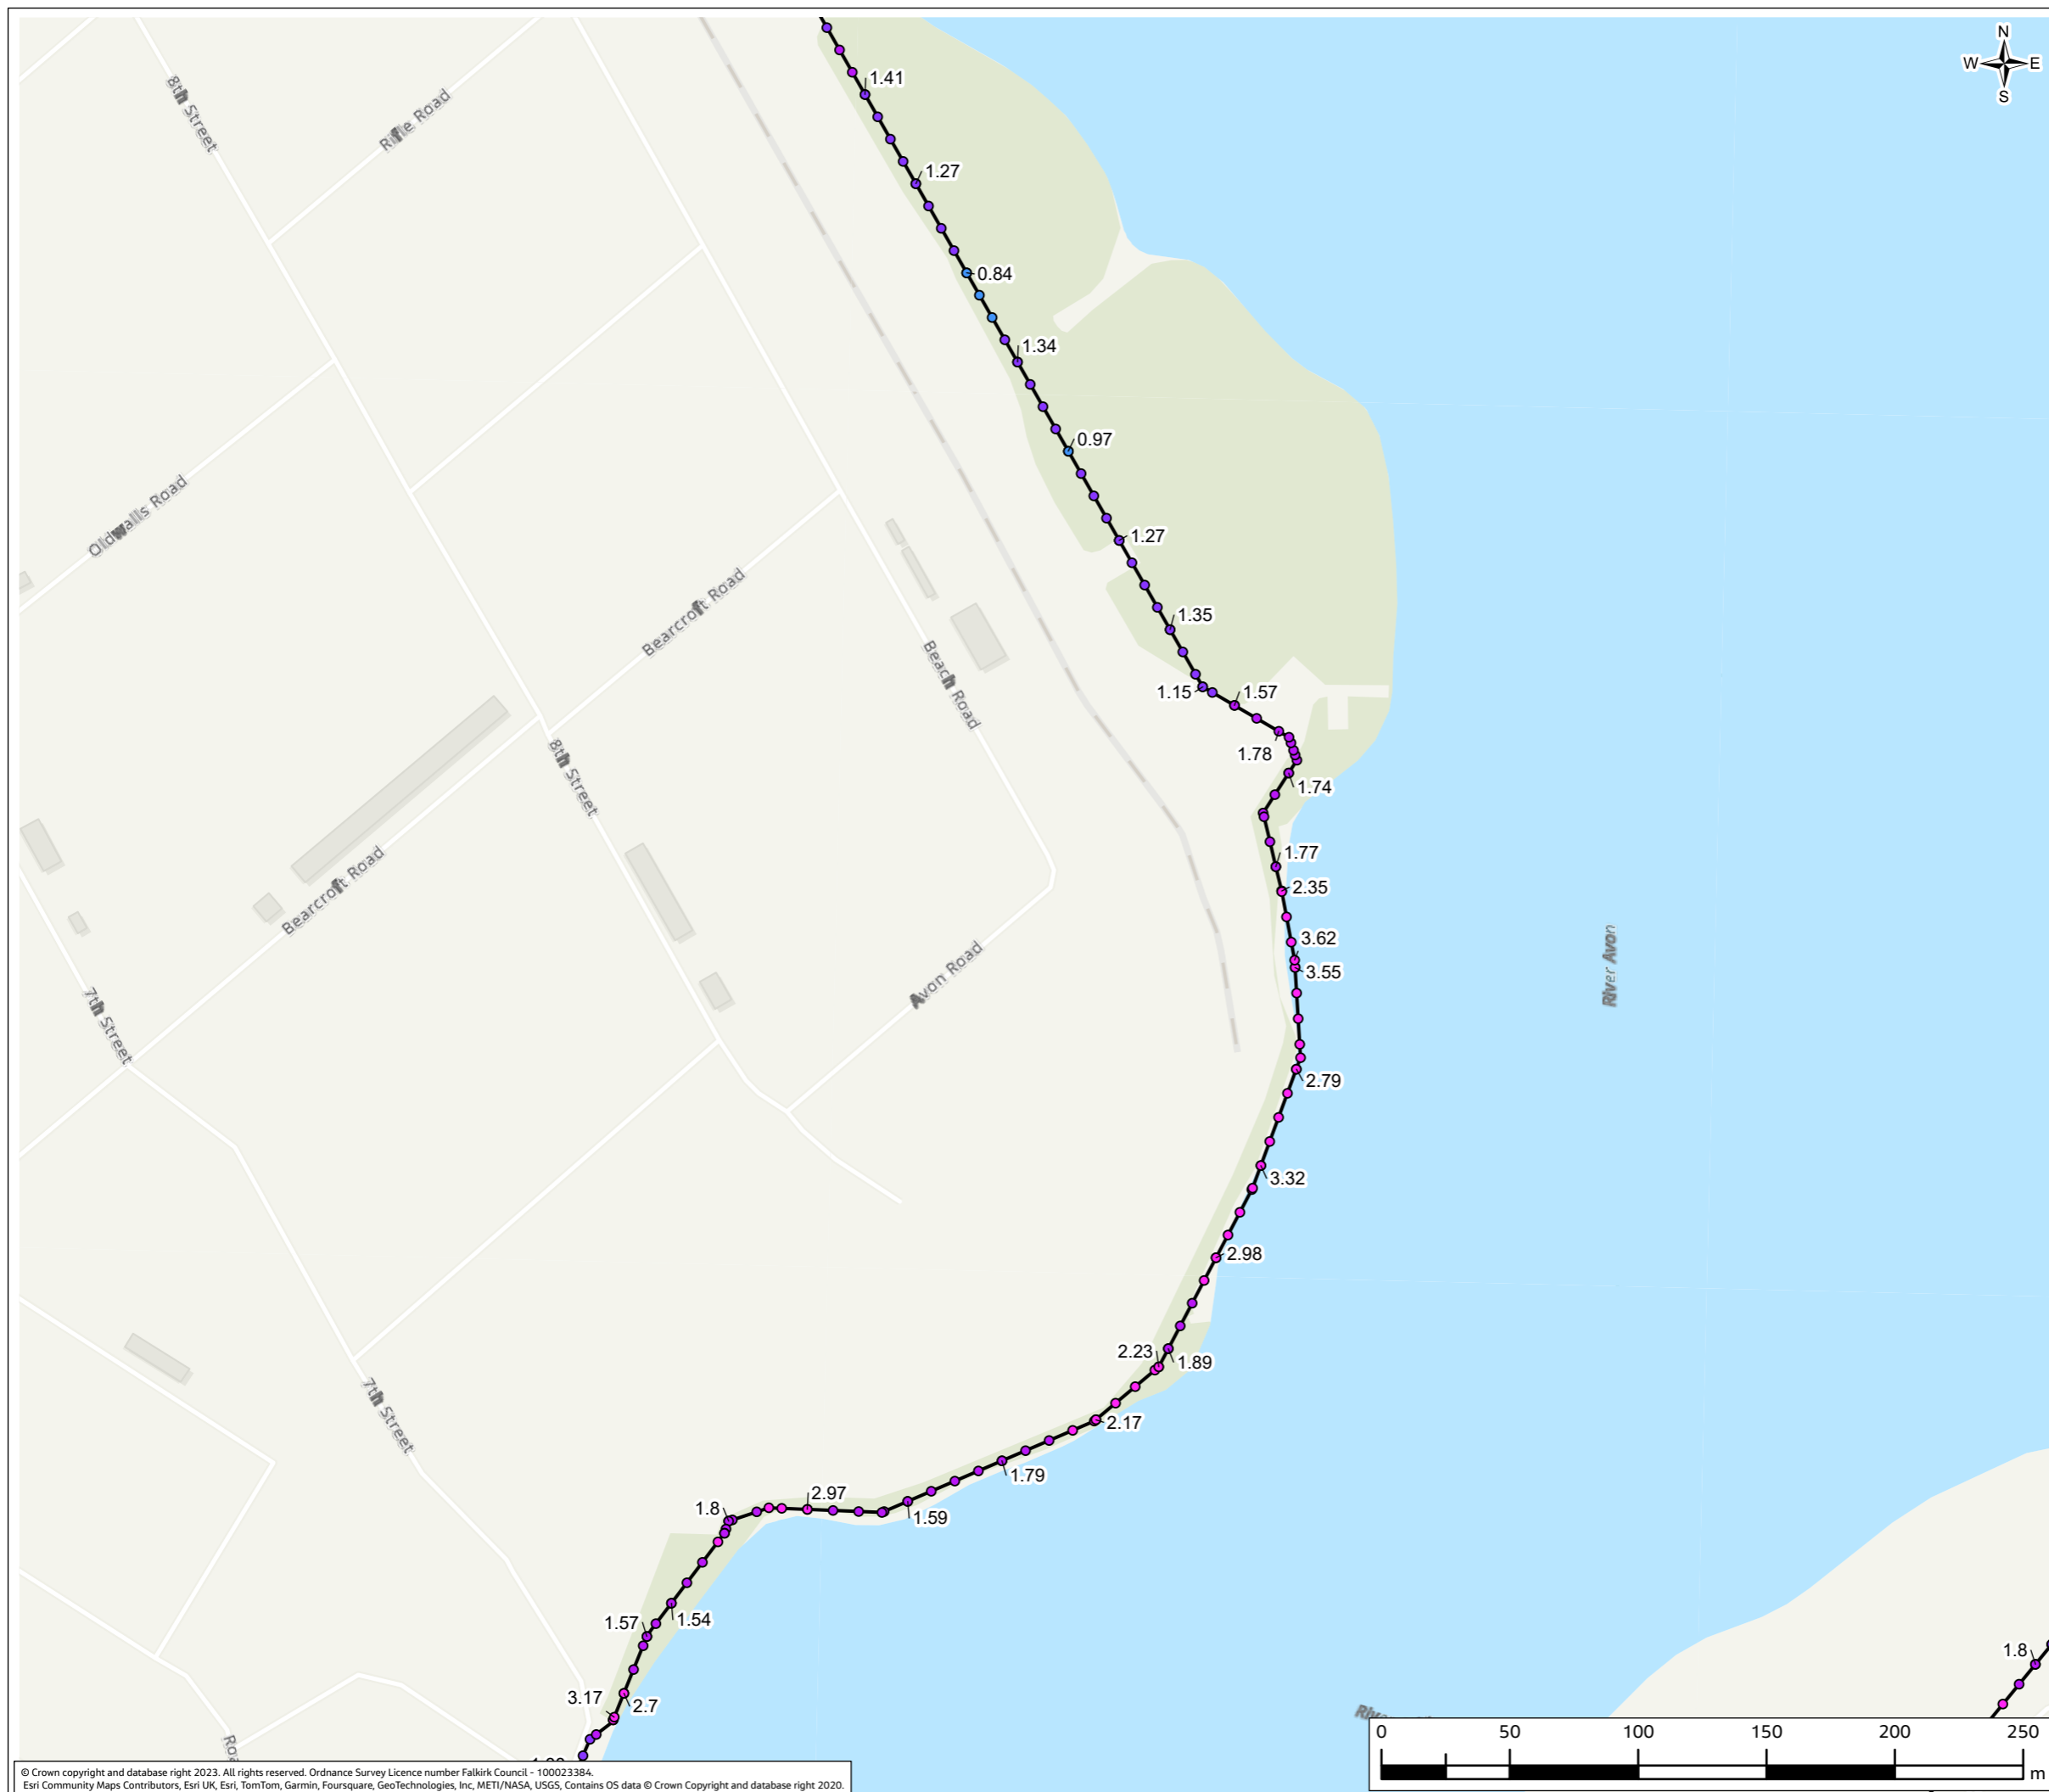 N
W E
S
8th Street
Rifle Road
1.41
1.27
0.84
1.34
0.97
Oldwalls Road
1.27
Bearcroft Road
1.35
Beach Road
1.15
1.57
1.78
8th Street
1.74
Bearcroft Road
1.77
2.35
3.62
River Avon
3.55
Avon Road
7th Street
2.79
3.32
2.98
2.23
1.89
7th Street
2.17
1.79
2.97
1.8
1.59
1.57
1.54
1.8
3.17
2.7
0 50 100 150 200 250
m
© Crown copyright and database right 2023. All rights reserved. Ordnance Survey Licence number Falkirk Council - 100023384.
Esri Community Maps Contributors, Esri UK, Esri, TomTom, Garmin, Foursquare, GeoTechnologies, Inc, METI/NASA, USGS, Contains OS data © Crown Copyright and database right 2020.